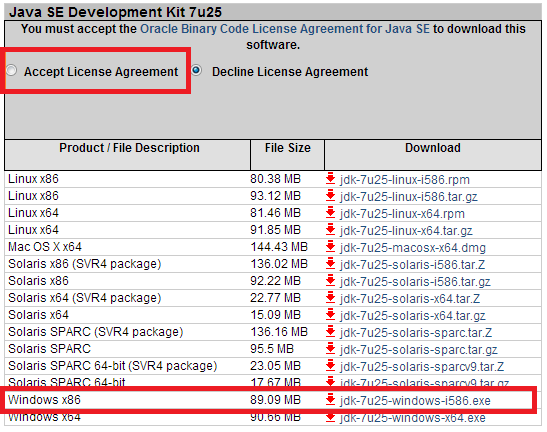 Java SE Development Kit 7u25
You must accept the Oracle Binary Code License Agreement for Java SE to download this
software.
Accept License Agreement Decline License Agreement
Product / File Description File Size Download
Linux x86 80.38 MB jdk-7u25-linux-i586.rpm
Linux x86 93.12 MB jdk-7u25-linux-i586.tar.gz
Linux x64 81.46 MB jdk-7u25-linux-x64.rpm
Linux x64 91.85 MB jdk-7u25-linux-x64.tar.gz
Mac OS X x64 144.43 MB jdk-7u25-macosx-x64.dmg
Solaris x86 (SVR4 package) 136.02 MB jdk-7u25-solaris-i586.tar.Z
Solaris x86 92.22 MB jdk-7u25-solaris-i586.tar.gz
Solaris x64 (SVR4 package) 22.77 MB jdk-7u25-solaris-x64.tar.Z
Solaris x64 15.09 MB jdk-7u25-solaris-x64.tar.gz
Solaris SPARC (SVR4 package) 136.16 MB jdk-7u25-solaris-sparc.tar.Z
Solaris SPARC 95.5 MB jdk-7u25-solaris-sparc.tar.gz
Solaris SPARC 64-bit (SVR4 package) 23.05 MB jdk-7u25-solaris-sparcv9.tar.Z
Solaris SPARC 64-bit 17.67 MB jdk-7u25-solaris-sparcv9.tar.gz
Windows x86 89.09 MB jdk-7u25-windows-i586.exe
Windows x64 90.66 MB jdk-7u25-windows-x64.exe